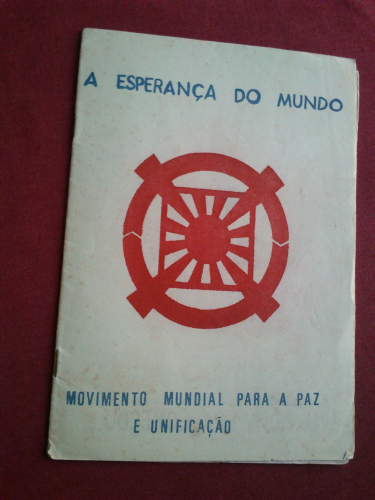 A ESPERANÇA DO MUNDO
MOVIMENTO MUNDIAL PARA A PAZ
E UNIFICAÇÃO